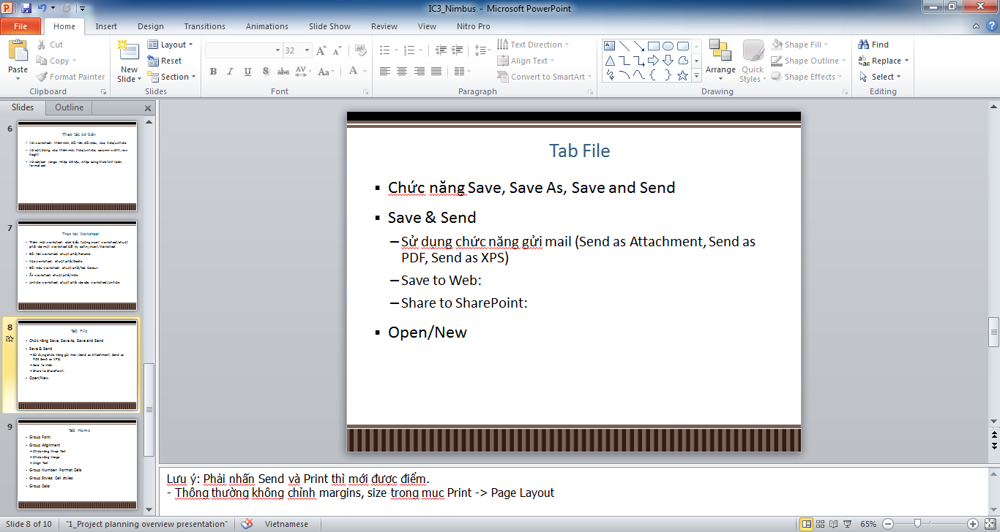 IC3_Nimbus - Microsoft PowerPoint
File Home Insert Design Transitions Animations Slide Show Review View Nitro Pro
Paste
Cut
Copy
Format Painter
Clipboard
New
Slide
Layout
Reset
Section
Slides
32
Font
Text Direction
Align Text
Convert to SmartArt
Paragraph
Arrange
Quick
Styles
Shape Fill
Shape Outline
Shape Effects
Drawing
Find
Replace
Select
Editing
Slides Outline
6
Thao tác cơ bản
7
Thao tác Worksheet
8
Tab File
Chức năng Save, Save As, Save and Send
Save & Send
– Sử dụng chức năng gửi mail (Send as Attachment, Send as
PDF, Send as XPS)
– Save to Web:
– Share to SharePoint:
Open/New
9
Tab Home
Group Font:
Group Alignment
– Chức năng Wrap Text
– Chức năng Merge
– Align Text
Group Number: Format Cells
Group Styles: Cell styles
Group Cells:
Tab File
▪ Chức năng Save, Save As, Save and Send
▪ Save & Send
– Sử dụng chức năng gửi mail (Send as Attachment, Send as
PDF, Send as XPS)
– Save to Web:
– Share to SharePoint:
▪ Open/New
Lưu ý: Phải nhấn Send và Print thì mới được điểm.
- Thông thường không chỉnh margins, size trong mục Print -> Page Layout
Slide 8 of 10 "1_Project planning overview presentation" Vietnamese 65%